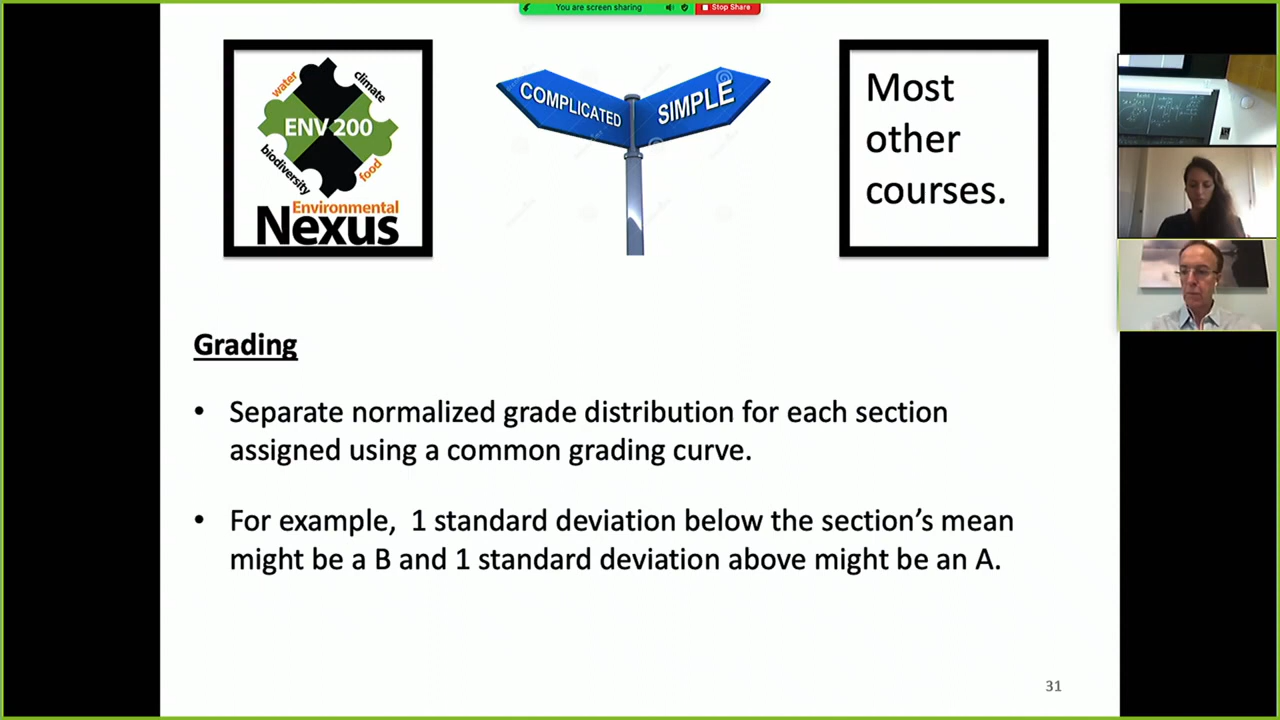 You are screen sharing
Stop Share
water
climate
ENV 200
biodiversity
food
Environmental
Nexus
COMPLICATED
SIMPLE
Most
other
courses.
Grading
• Separate normalized grade distribution for each section
assigned using a common grading curve.
• For example, 1 standard deviation below the section's mean
might be a B and 1 standard deviation above might be an A.
31